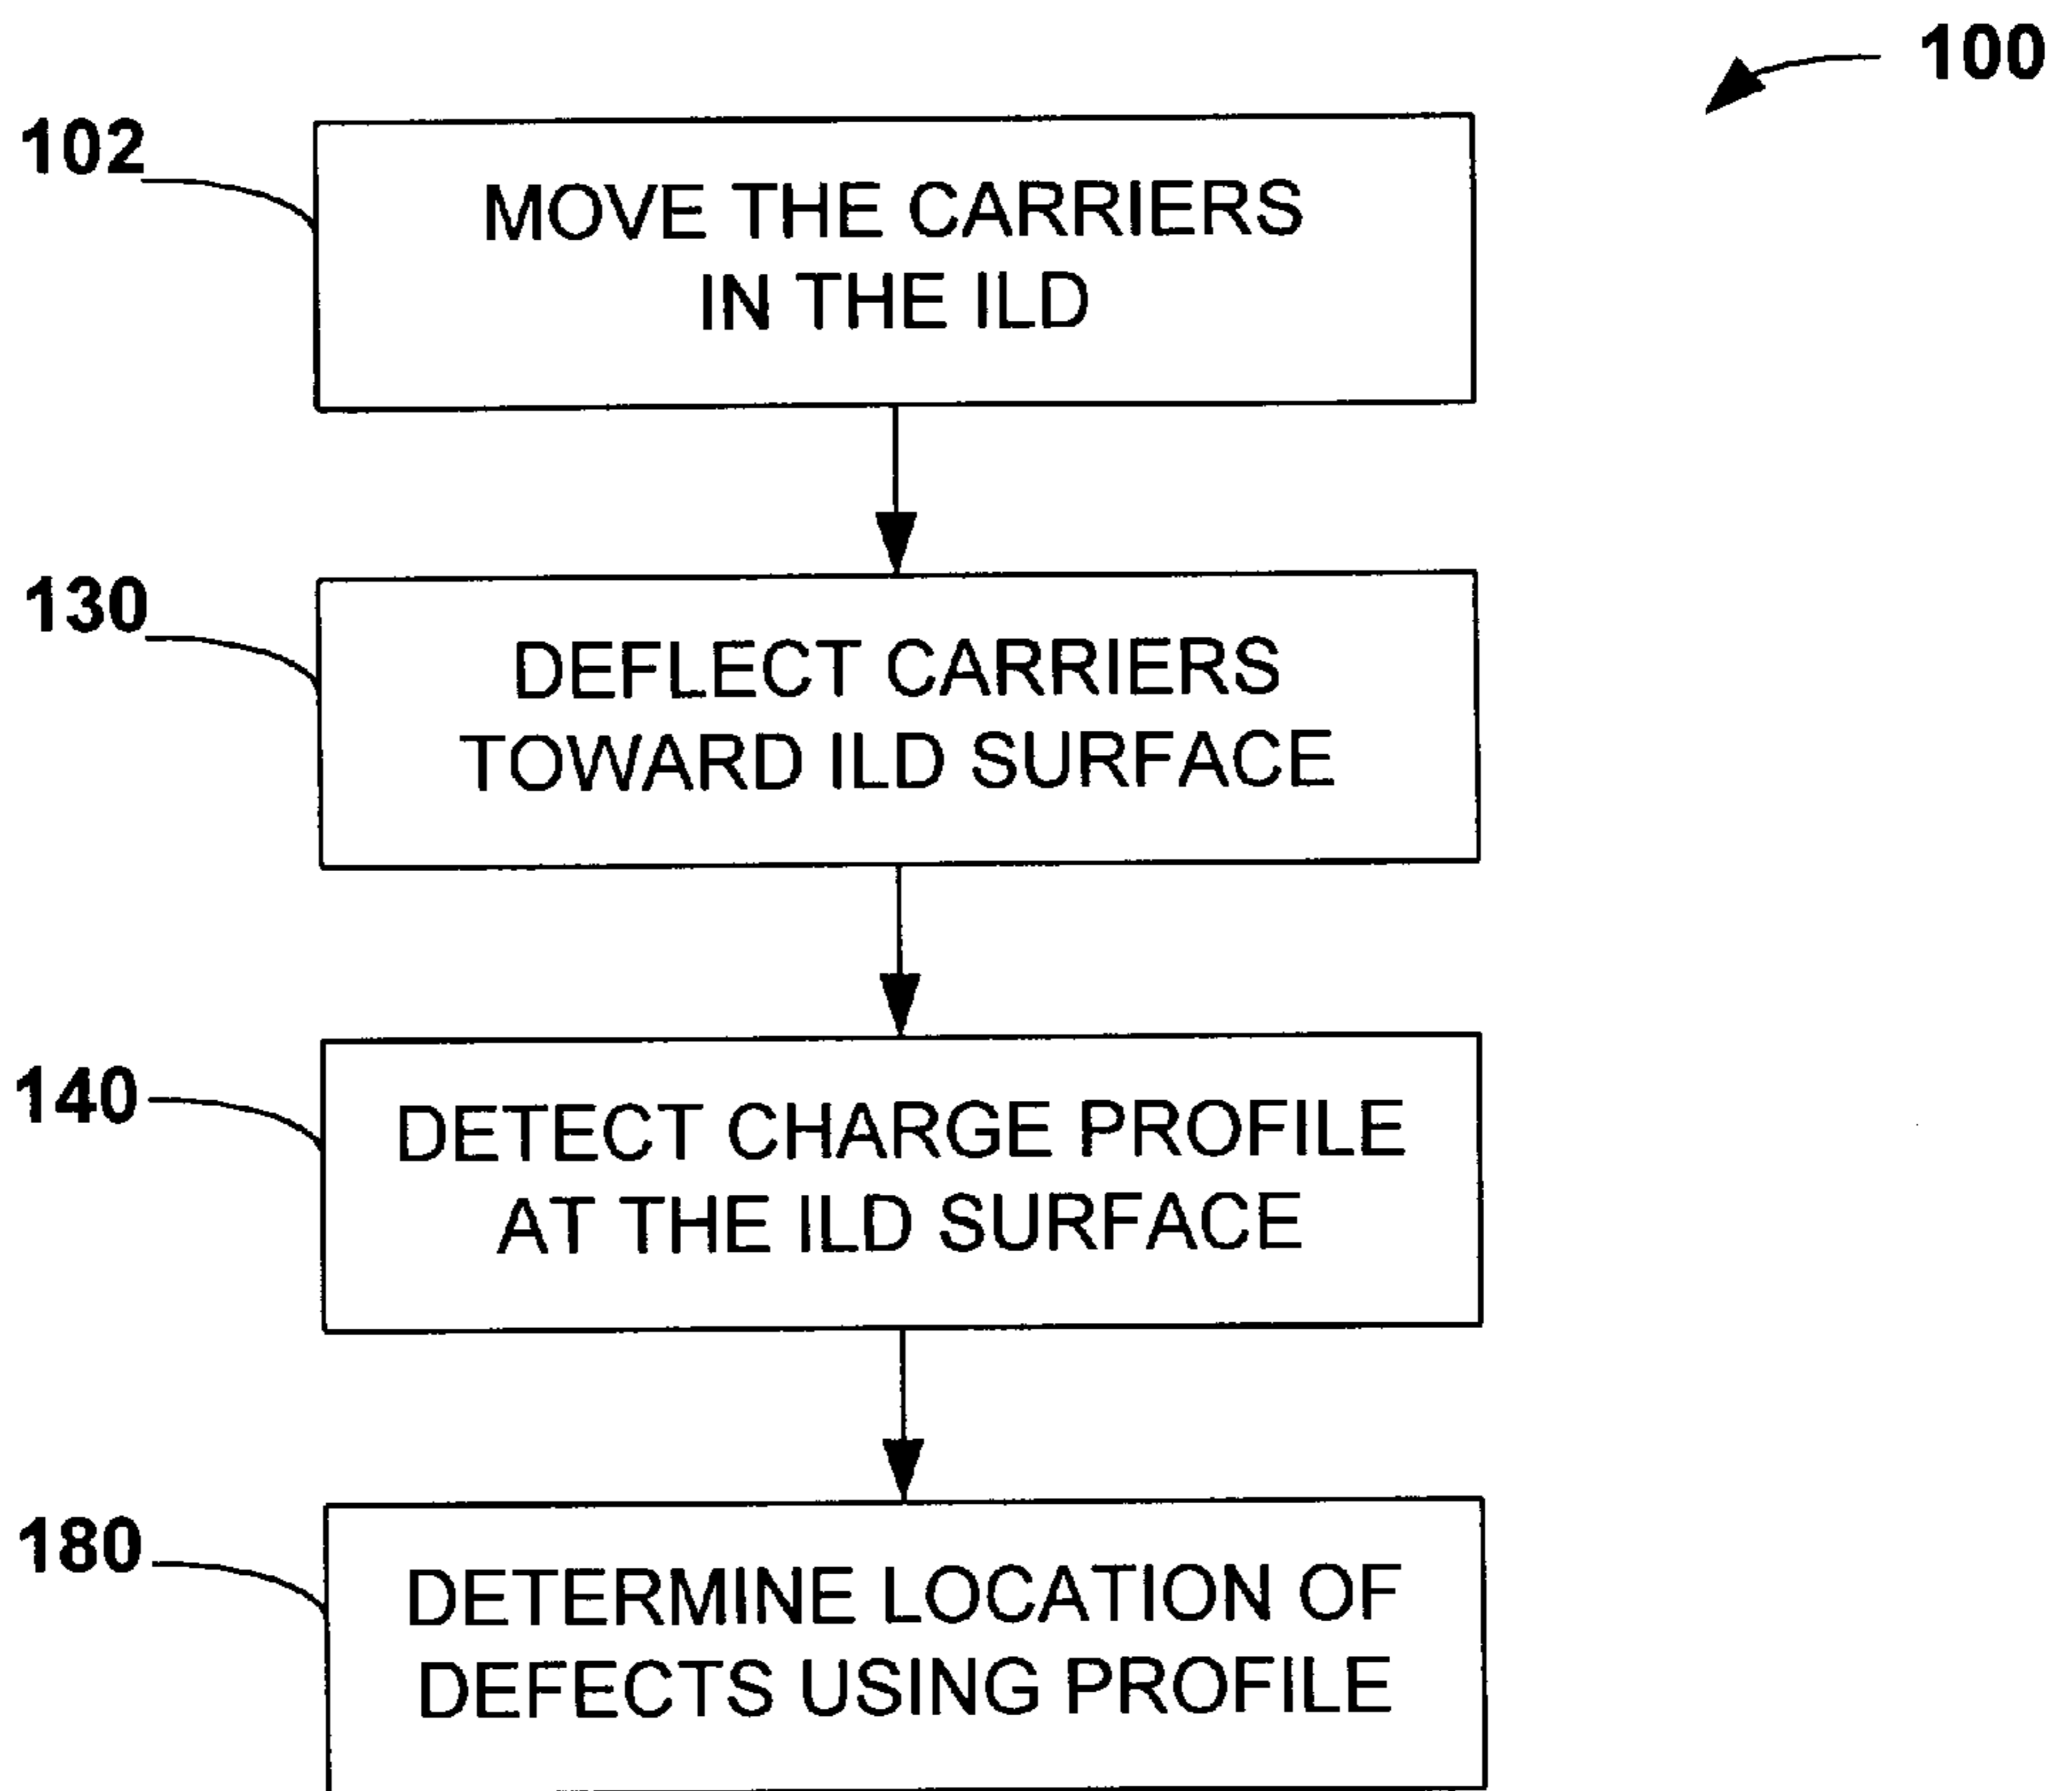 100
102
MOVE THE CARRIERS
IN THE ILD
130
DEFLECT CARRIERS
TOWARD ILD SURFACE
140
DETECT CHARGE PROFILE
AT THE ILD SURFACE
180
DETERMINE LOCATION OF
DEFECTS USING PROFILE